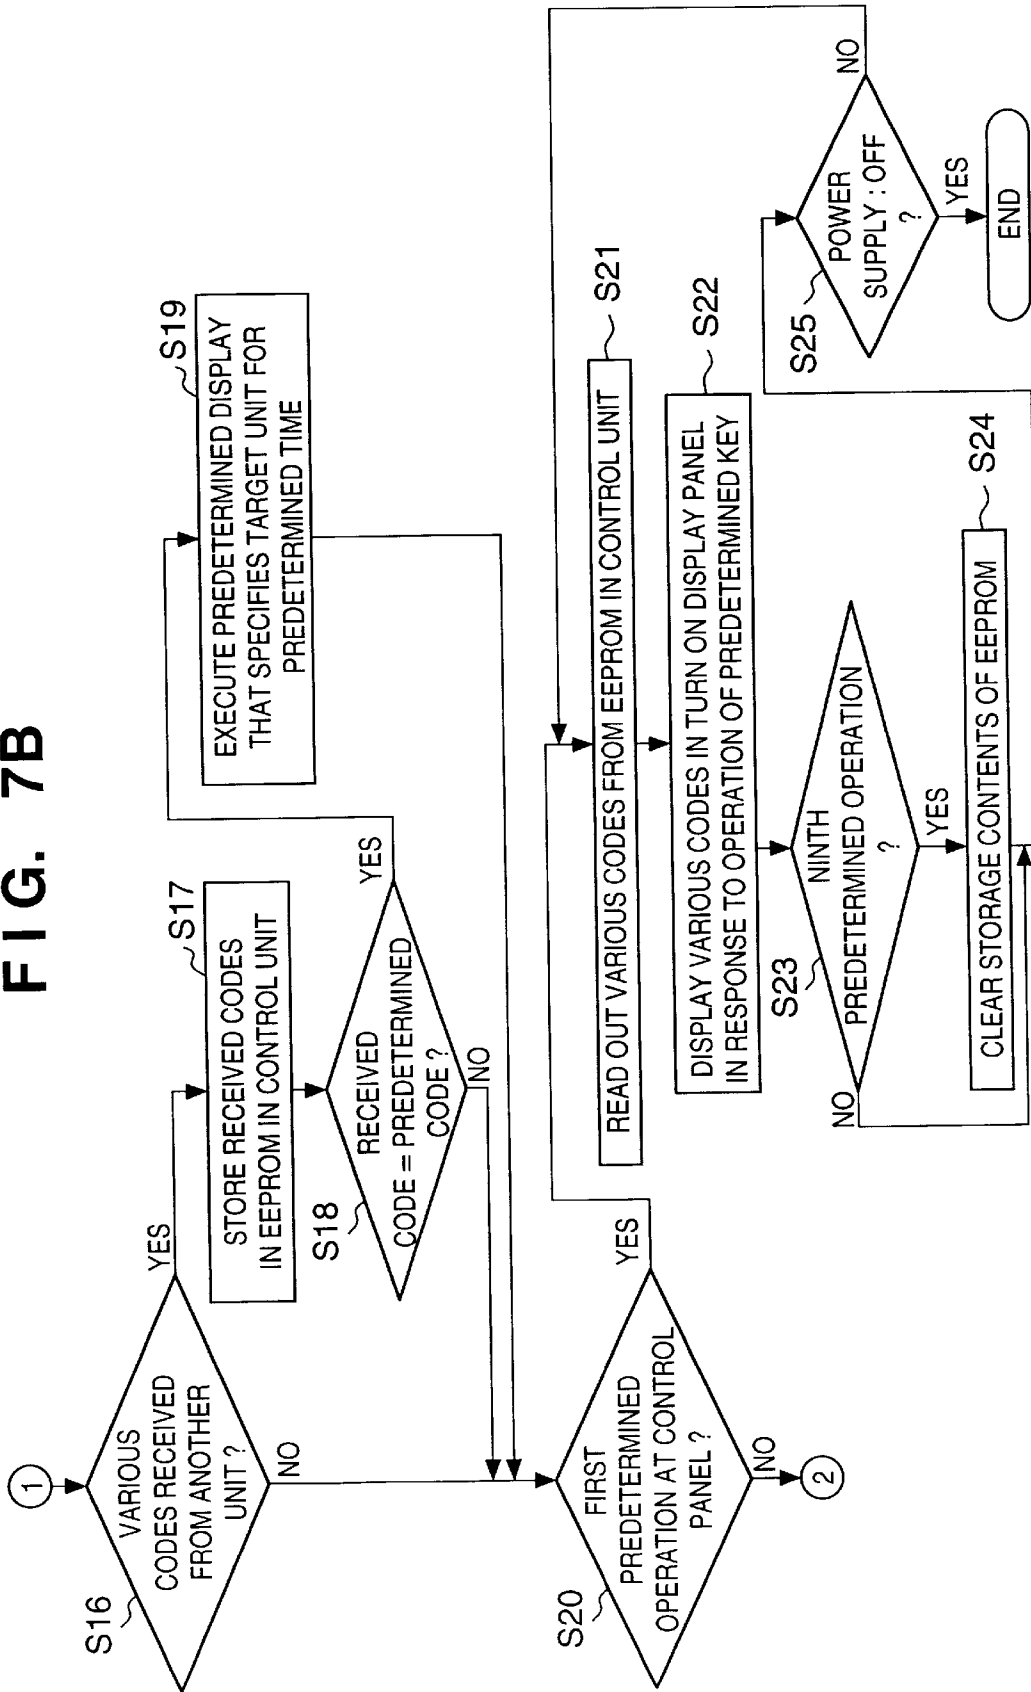 FIG. 7B
1
VARIOUS
CODES RECEIVED
FROM ANOTHER
UNIT ?
S16
YES
NO
S17
STORE RECEIVED CODES
IN EEPROM IN CONTROL UNIT
S18
RECEIVED
CODE = PREDETERMINED
CODE ?
YES
NO
S19
EXECUTE PREDETERMINED DISPLAY
THAT SPECIFIES TARGET UNIT FOR
PREDETERMINED TIME
S20
FIRST
PREDETERMINED
OPERATION AT CONTROL
PANEL ?
YES
NO
2
S21
READ OUT VARIOUS CODES FROM EEPROM IN CONTROL UNIT
S22
DISPLAY VARIOUS CODES IN TURN ON DISPLAY PANEL
IN RESPONSE TO OPERATION OF PREDETERMINED KEY
S23
NINTH
PREDETERMINED OPERATION
?
NO
YES
S24
CLEAR STORAGE CONTENTS OF EEPROM
S25
POWER
SUPPLY : OFF
?
NO
YES
END